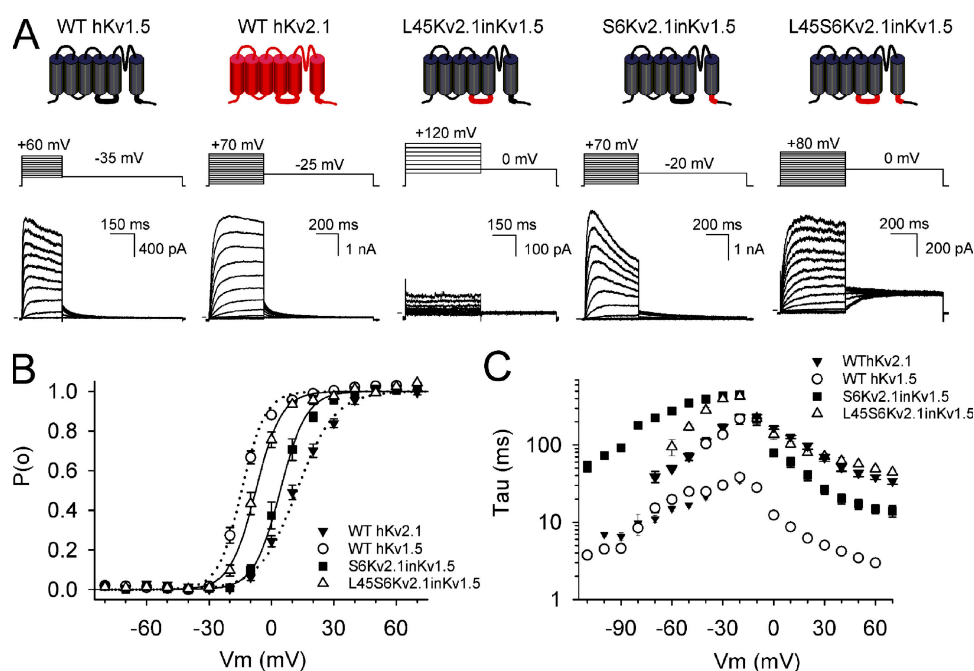 A
WT hKv1.5
WT hKv2.1
L45Kv2.1inKv1.5
S6Kv2.1inKv1.5
L45S6Kv2.1inKv1.5
+60 mV
-35 mV
+70 mV
-25 mV
+120 mV
0 mV
+70 mV
-20 mV
+80 mV
0 mV
150 ms
400 pA
200 ms
1 nA
150 ms
100 pA
200 ms
1 nA
200 ms
200 pA
B
P(o)
1.0
0.8
0.6
0.4
0.2
0.0
-60
-30
0
30
60
Vm (mV)
WT hKv2.1
WT hKv1.5
S6Kv2.1inKv1.5
L45S6Kv2.1inKv1.5
C
Tau (ms)
100
10
1
-90
-60
-30
0
30
60
Vm (mV)
WThKv2.1
WT hKv1.5
S6Kv2.1inKv1.5
L45S6Kv2.1inKv1.5